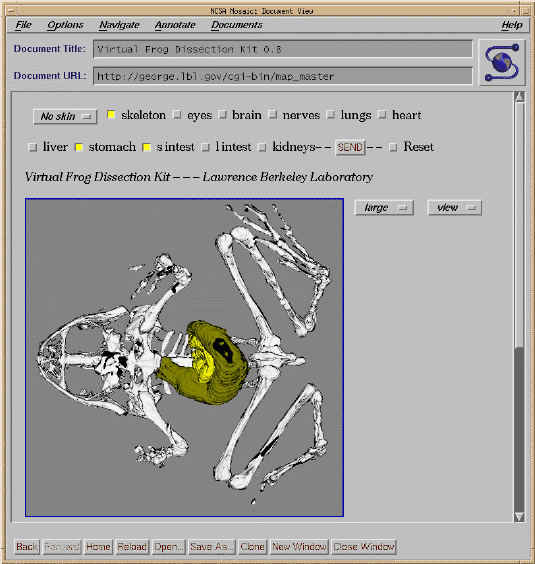 NCSA Mosaic: Document View
File Options Navigate Annotate Documents Help
Document Title: Virtual Frog Dissection Kit 0.8
Document URL: http://george.lbl.gov/cgi-bin/map_master
No skin skeleton eyes brain nerves lungs heart
liver stomach s intest l intest kidneys-- SEND -- Reset
Virtual Frog Dissection Kit --- Lawrence Berkeley Laboratory
large view
Back Forward Home Reload Open... Save As... Clone New Window Close Window